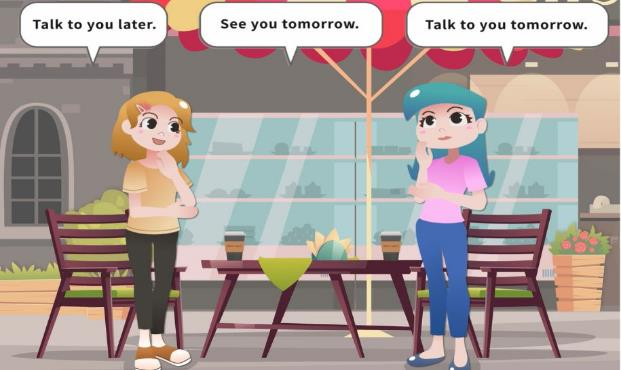 Talk to you later.
See you tomorrow.
Talk to you tomorrow.